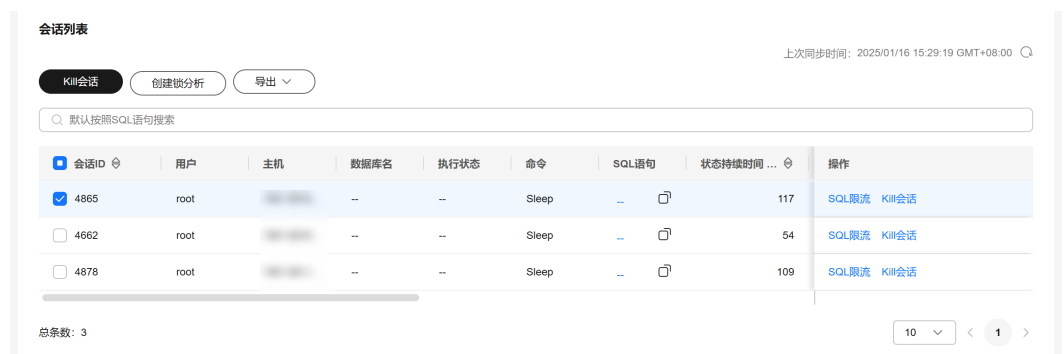 会话列表
上次同步时间：2025/01/16 15:29:19 GMT+08:00
Kill会话 创建锁分析 导出
默认按照SQL语句搜索
会话ID 用户 主机 数据库名 执行状态 命令 SQL语句 状态持续时间 ... 操作
4865 root -- -- Sleep -- 117 SQL限流 Kill会话
4662 root -- -- Sleep -- 54 SQL限流 Kill会话
4878 root -- -- Sleep -- 109 SQL限流 Kill会话
总条数：3 10 < 1 >